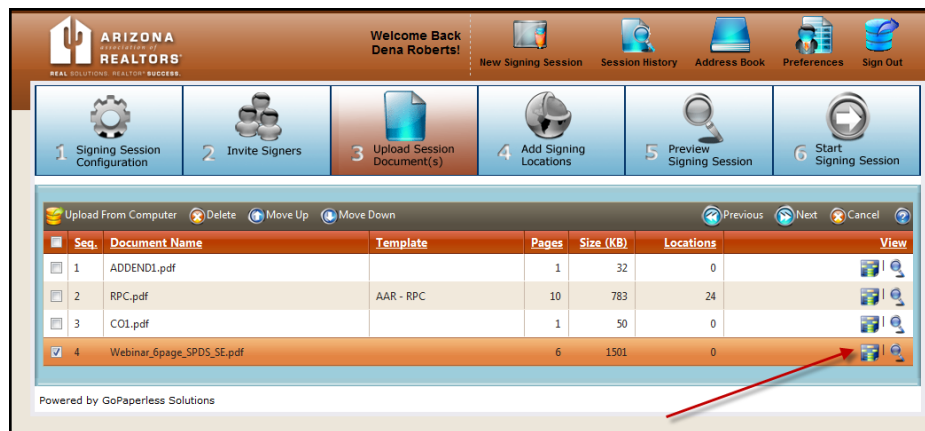 ARIZONA
association of
REALTORS®
REAL SOLUTIONS. REALTOR® SUCCESS.
Welcome Back
Dena Roberts!
New Signing Session
Session History
Address Book
Preferences
Sign Out
1 Signing Session
Configuration
2 Invite Signers
3 Upload Session
Document(s)
4 Add Signing
Locations
5 Preview
Signing Session
6 Start
Signing Session
Upload From Computer Delete Move Up Move Down Previous Next Cancel ?
Seq. Document Name Template Pages Size (KB) Locations View
1 ADDEND1.pdf 1 32 0
2 RPC.pdf AAR - RPC 10 783 24
3 CO1.pdf 1 50 0
4 Webinar_6page_SPDS_SE.pdf 6 1501 0
Powered by GoPaperless Solutions